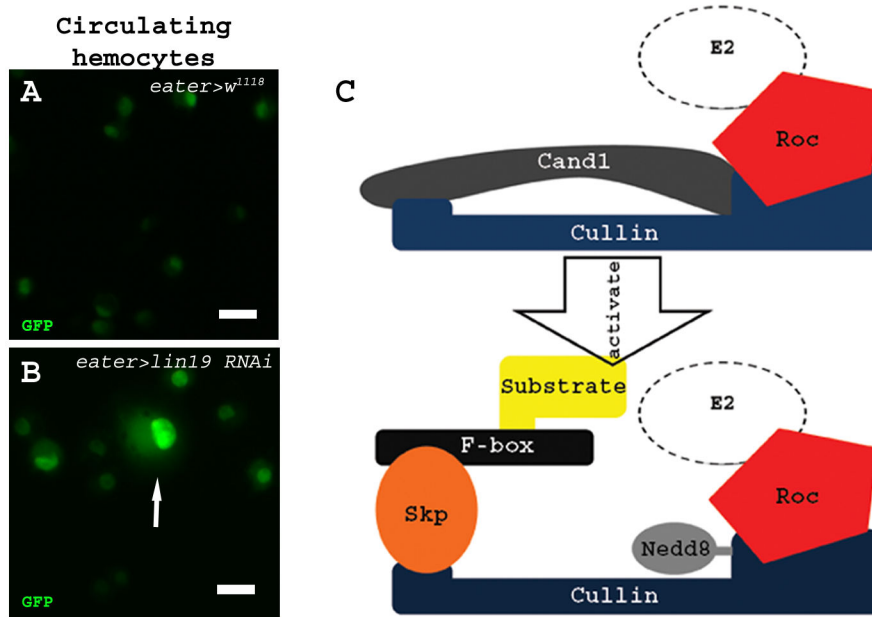 Circulating
hemocytes
A
eater>w1118
GFP
B
eater>lin19 RNAi
GFP
C
E2
Roc
Cand1
Cullin
activate
Substrate
E2
F-box
Roc
Skp
Nedd8
Cullin